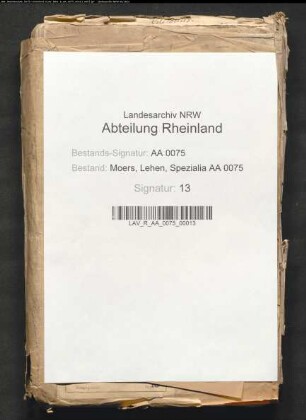 Landesarchiv NRW
Abteilung Rheinland
Bestands-Signatur: AA 0075
Bestand: Moers, Lehen, Spezialia AA 0075
Signatur: 13
LAV_R_AA_0075_00013